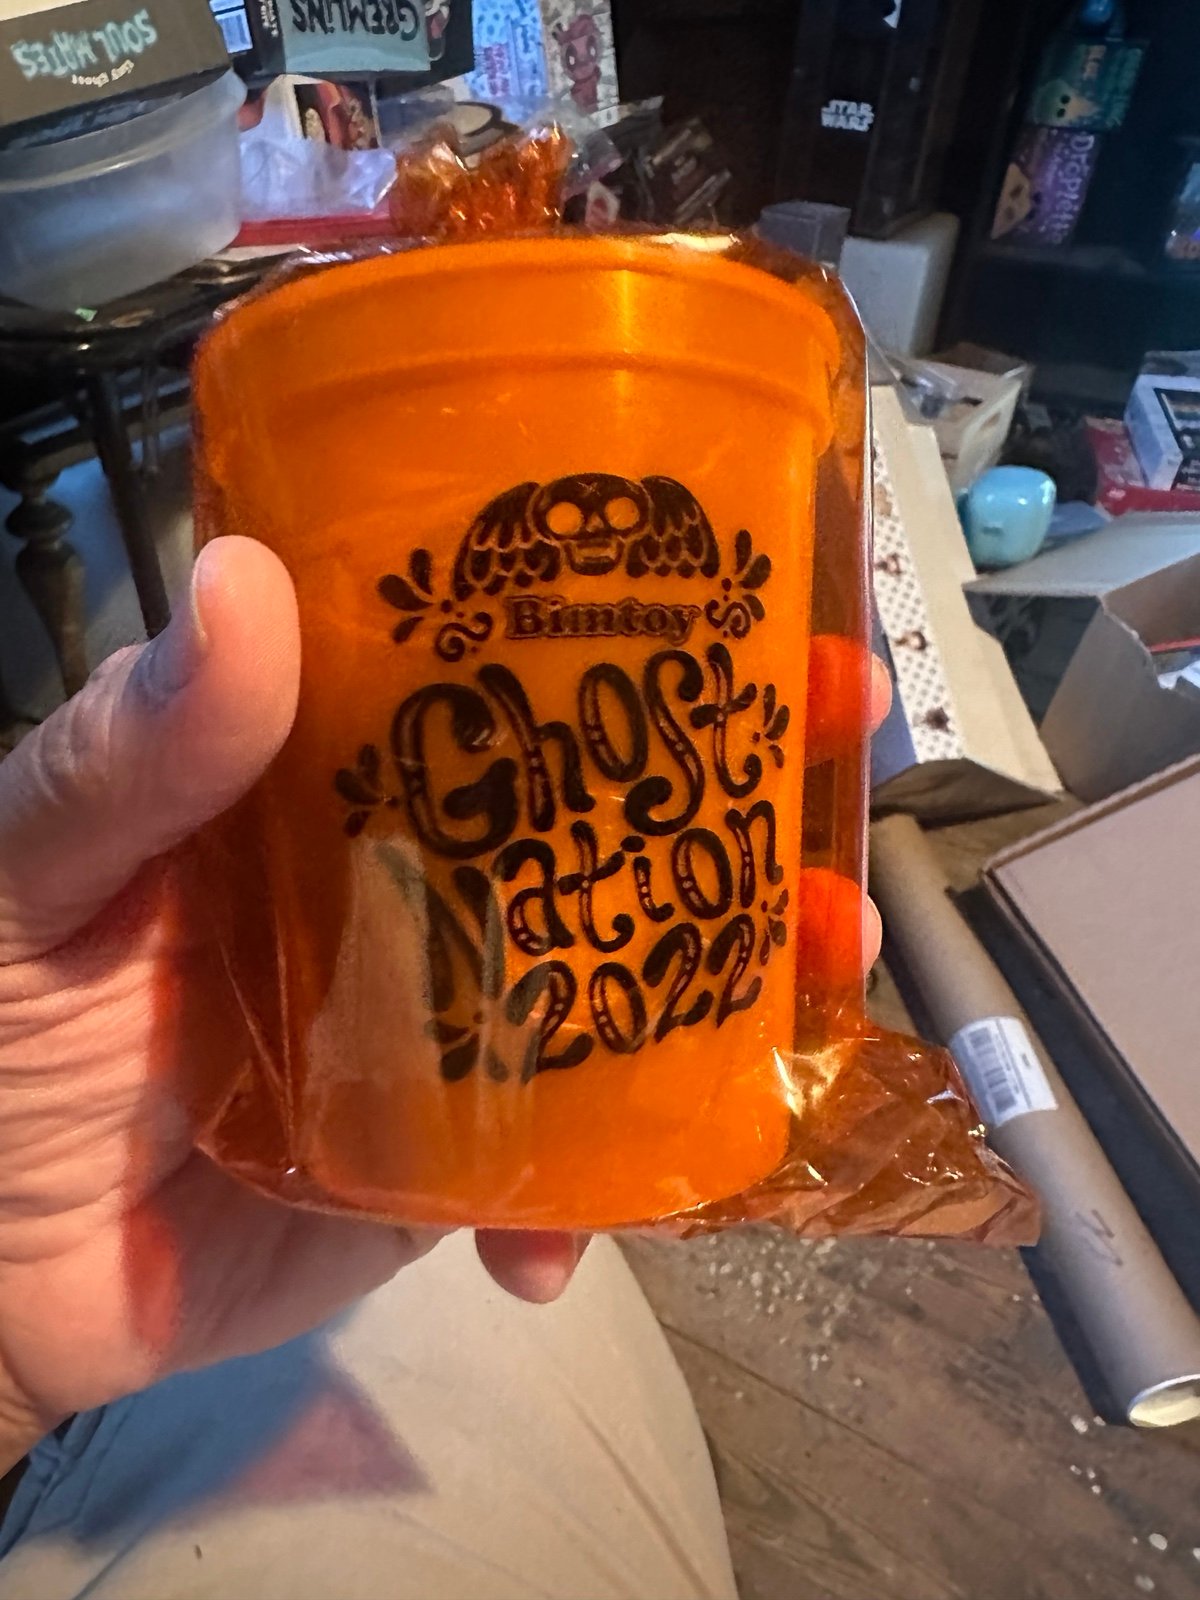 SOUL MATES
GREMLINS
STAR
WARS
Bimtoy
Ghost
Nation
2022